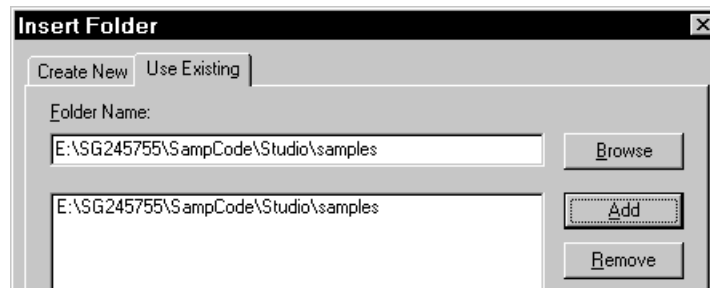 Insert Folder
Create New
Use Existing
Folder Name:
E:\SG245755\SampCode\Studio\samples
Browse
E:\SG245755\SampCode\Studio\samples
Add
Remove